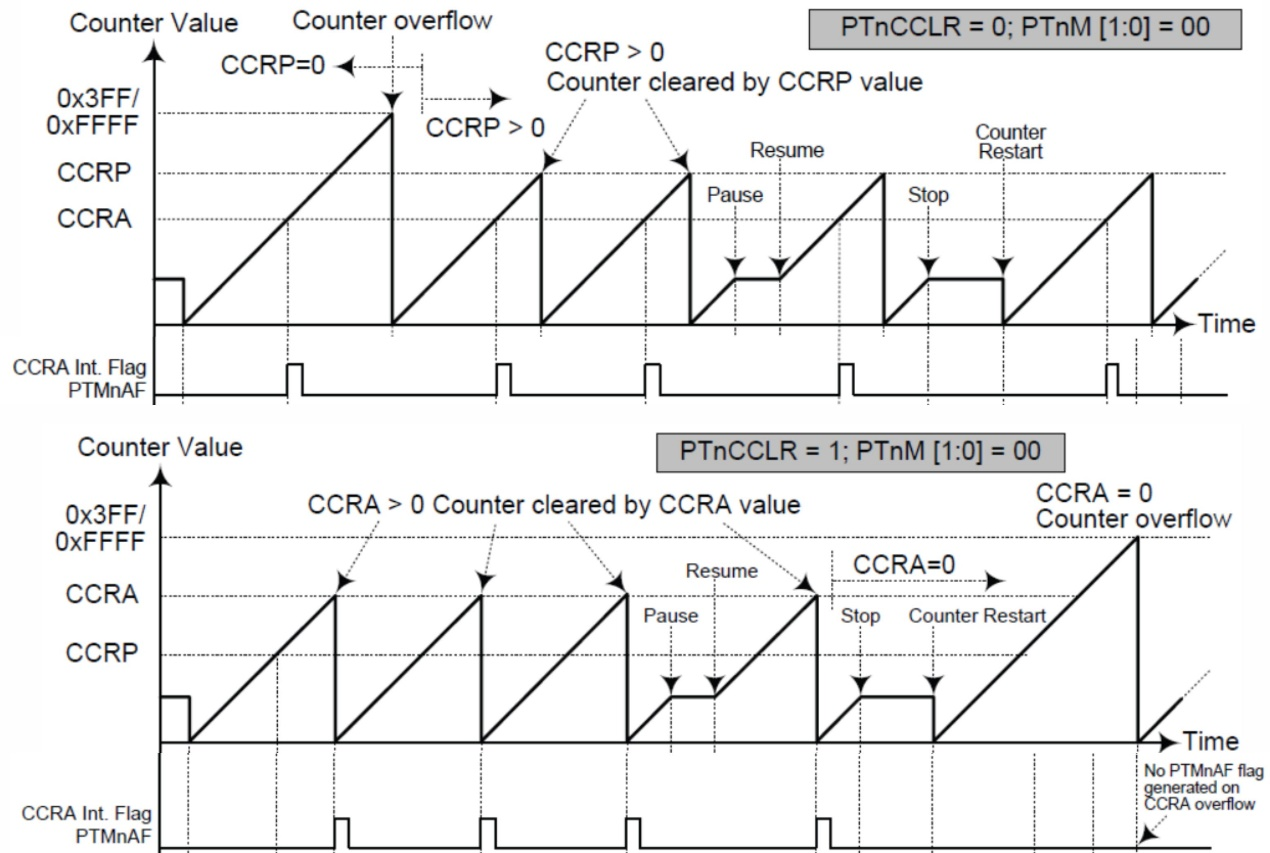 Counter Value
Counter overflow
PTnCCLR = 0; PTnM [1:0] = 00
CCRP=0
CCRP > 0
Counter cleared by CCRP value
0x3FF/
0xFFFF
CCRP > 0
Counter
Restart
Resume
CCRP
Pause
Stop
CCRA
Time
CCRA Int. Flag
PTMnAF
Counter Value
PTnCCLR = 1; PTnM [1:0] = 00
CCRA > 0 Counter cleared by CCRA value
CCRA = 0
Counter overflow
0x3FF/
0xFFFF
Resume
CCRA=0
CCRA
Pause
Stop
Counter Restart
CCRP
Time
No PTMnAF flag
generated on
CCRA overflow
CCRA Int. Flag
PTMnAF